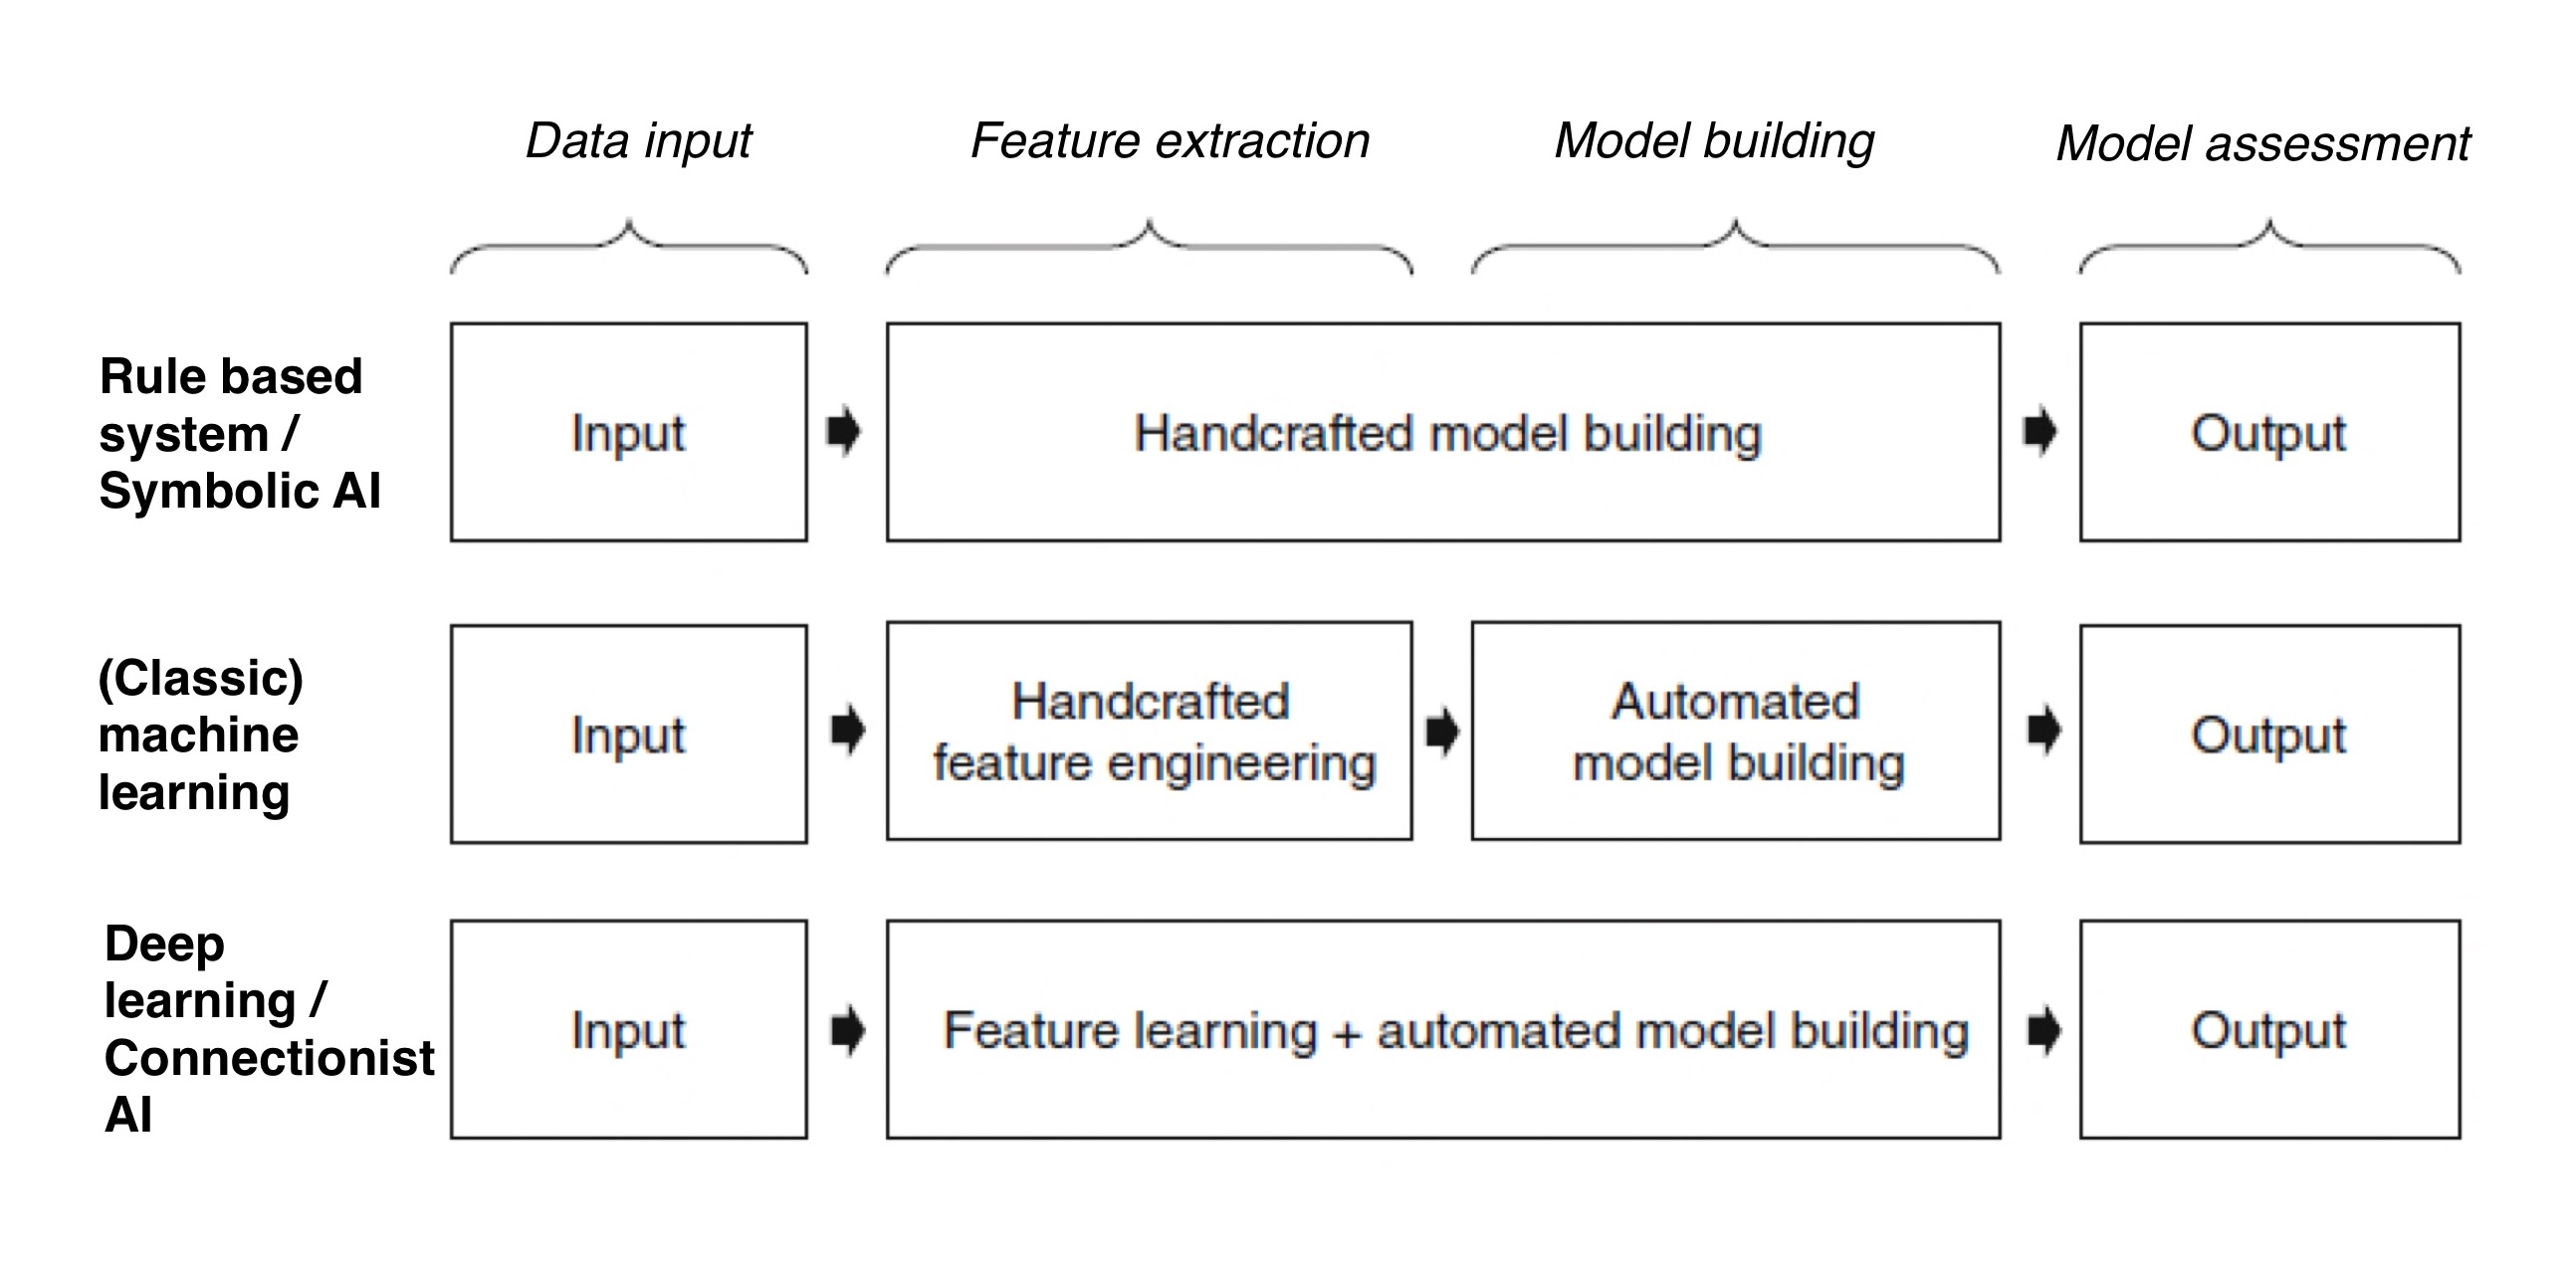 Data input
Feature extraction
Model building
Model assessment
Rule based
system /
Symbolic AI
Input
Handcrafted model building
Output
(Classic)
machine
learning
Input
Handcrafted
feature engineering
Automated
model building
Output
Deep
learning /
Connectionist
AI
Input
Feature learning + automated model building
Output